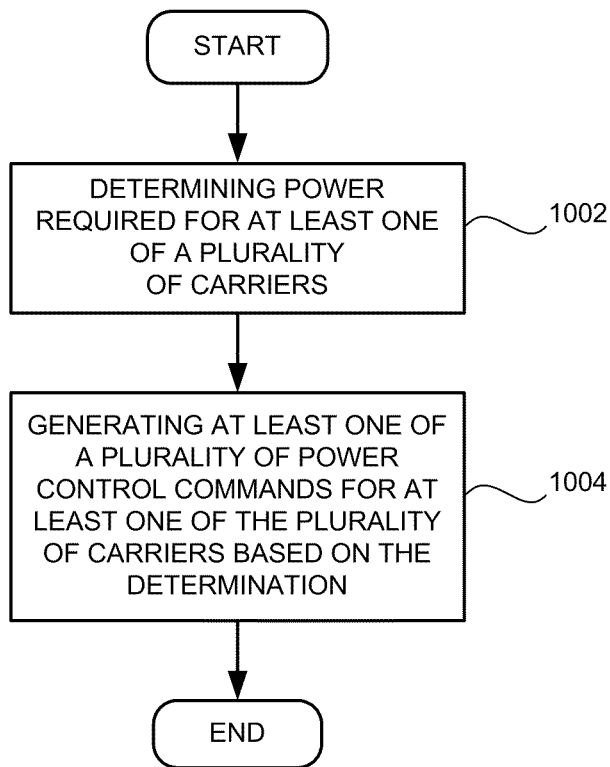 START
DETERMINING POWER
REQUIRED FOR AT LEAST ONE
OF A PLURALITY
OF CARRIERS
1002
GENERATING AT LEAST ONE OF
A PLURALITY OF POWER
CONTROL COMMANDS FOR AT
LEAST ONE OF THE PLURALITY
OF CARRIERS BASED ON THE
DETERMINATION
1004
END